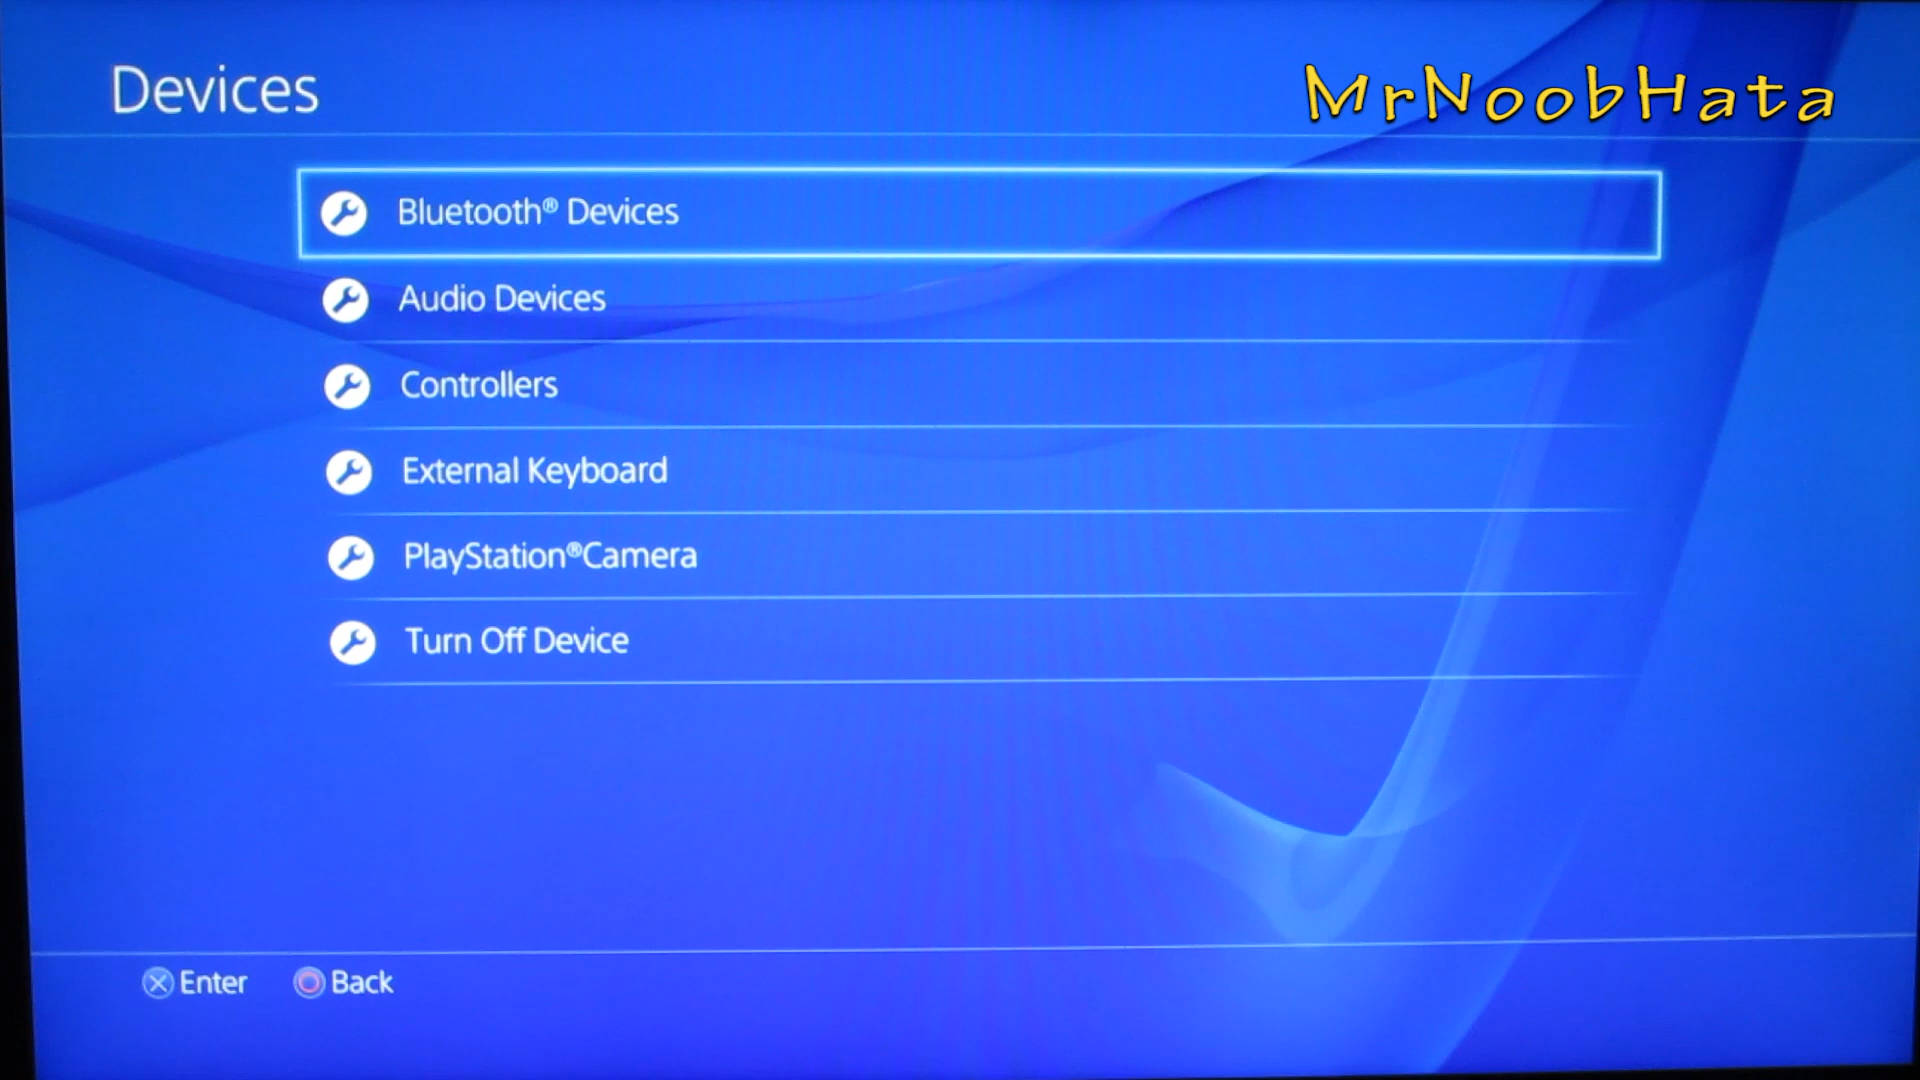 Devices
MrNoobHata
Bluetooth® Devices
Audio Devices
Controllers
External Keyboard
PlayStation®Camera
Turn Off Device
Enter
Back